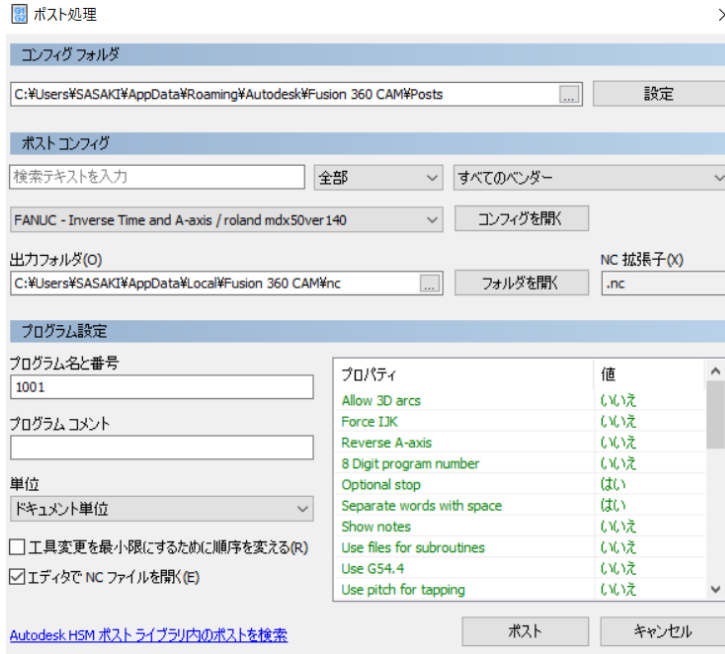 G1
G2
ポスト処理
コンフィグ フォルダ
C:¥Users¥SASAKI¥AppData¥Roaming¥Autodesk¥Fusion 360 CAM¥Posts
...
設定
ポスト コンフィグ
検索テキストを入力
全部
すべてのベンダー
FANUC - Inverse Time and A-axis / roland mdx50ver140
コンフィグを開く
出力フォルダ(O)
NC 拡張子(X)
C:¥Users¥SASAKI¥AppData¥Local¥Fusion 360 CAM¥nc
...
フォルダを開く
.nc
プログラム設定
プログラム名と番号
1001
プログラム コメント
単位
ドキュメント単位
工具変更を最小限にするために順序を変える(R)
エディタで NC ファイルを開く(E)
プロパティ 値
Allow 3D arcs いいえ
Force IJK いいえ
Reverse A-axis いいえ
8 Digit program number いいえ
Optional stop はい
Separate words with space はい
Show notes いいえ
Use files for subroutines いいえ
Use G54.4 いいえ
Use pitch for tapping いいえ
Autodesk HSM ポスト ライブラリ内のポストを検索
ポスト
キャンセル